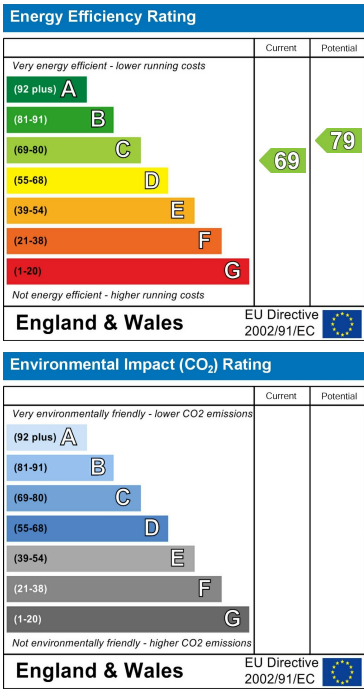 Energy Efficiency Rating
Current Potential
Very energy efficient - lower running costs
(92 plus) A
(81-91) B
(69-80) C
(55-68) D
(39-54) E
(21-38) F
(1-20) G
69
79
Not energy efficient - higher running costs
England & Wales
EU Directive
2002/91/EC
Environmental Impact (CO₂) Rating
Current Potential
Very environmentally friendly - lower CO2 emissions
(92 plus) A
(81-91) B
(69-80) C
(55-68) D
(39-54) E
(21-38) F
(1-20) G
Not environmentally friendly - higher CO2 emissions
England & Wales
EU Directive
2002/91/EC